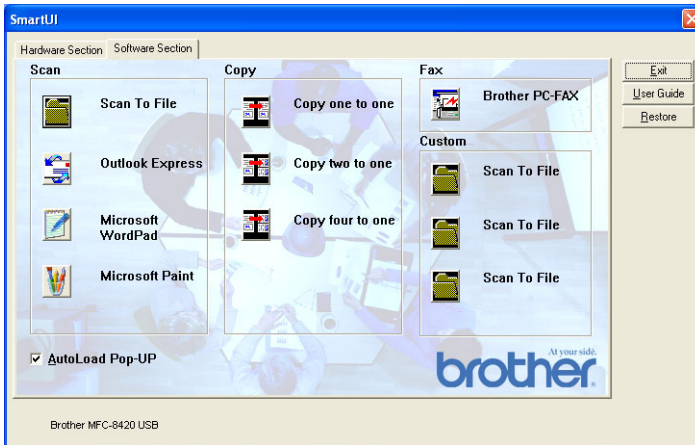 SmartUI
Hardware Section
Software Section
Scan
Scan To File
Outlook Express
Microsoft
WordPad
Microsoft Paint
Copy
Copy one to one
Copy two to one
Copy four to one
Fax
Brother PC-FAX
Custom
Scan To File
Scan To File
Scan To File
Exit
User Guide
Restore
AutoLoad Pop-UP
At your side.
brother
Brother MFC-8420 USB